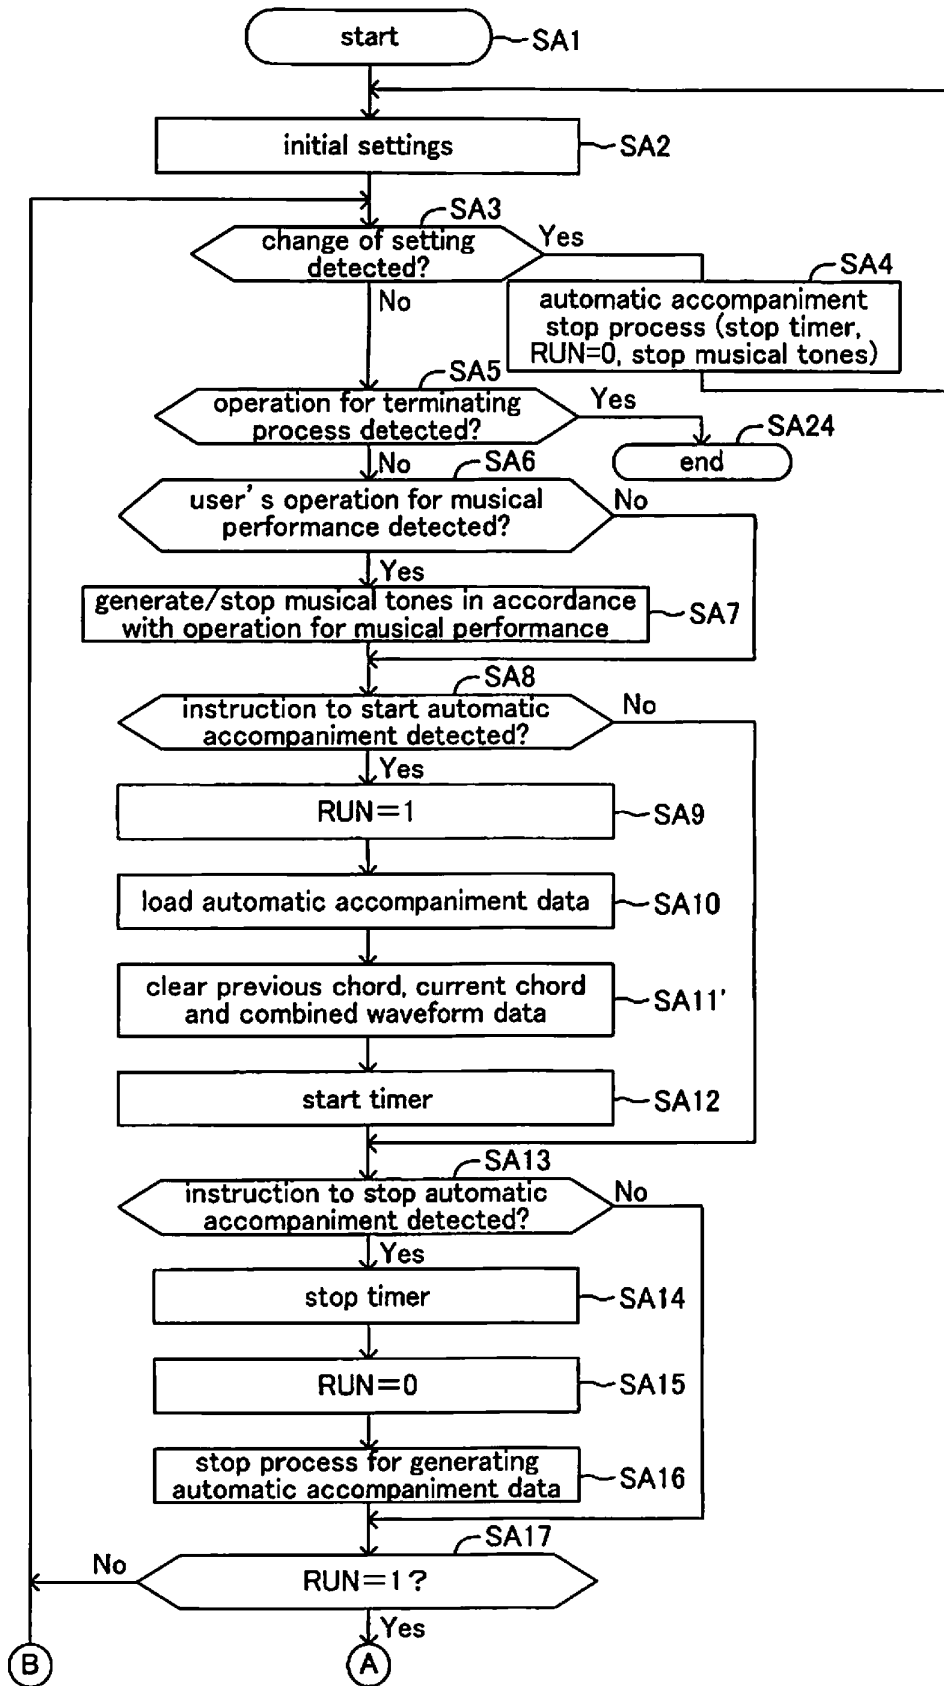 start
SA1
initial settings
SA2
SA3
change of setting
detected?
Yes
No
SA4
automatic accompaniment
stop process (stop timer,
RUN=0, stop musical tones)
SA5
operation for terminating
process detected?
Yes
No
SA24
end
SA6
user's operation for musical
performance detected?
No
Yes
generate/stop musical tones in accordance
with operation for musical performance
SA7
SA8
instruction to start automatic
accompaniment detected?
No
Yes
RUN=1
SA9
load automatic accompaniment data
SA10
clear previous chord, current chord
and combined waveform data
SA11'
start timer
SA12
SA13
instruction to stop automatic
accompaniment detected?
No
Yes
stop timer
SA14
RUN=0
SA15
stop process for generating
automatic accompaniment data
SA16
SA17
No
RUN=1?
Yes
B
A